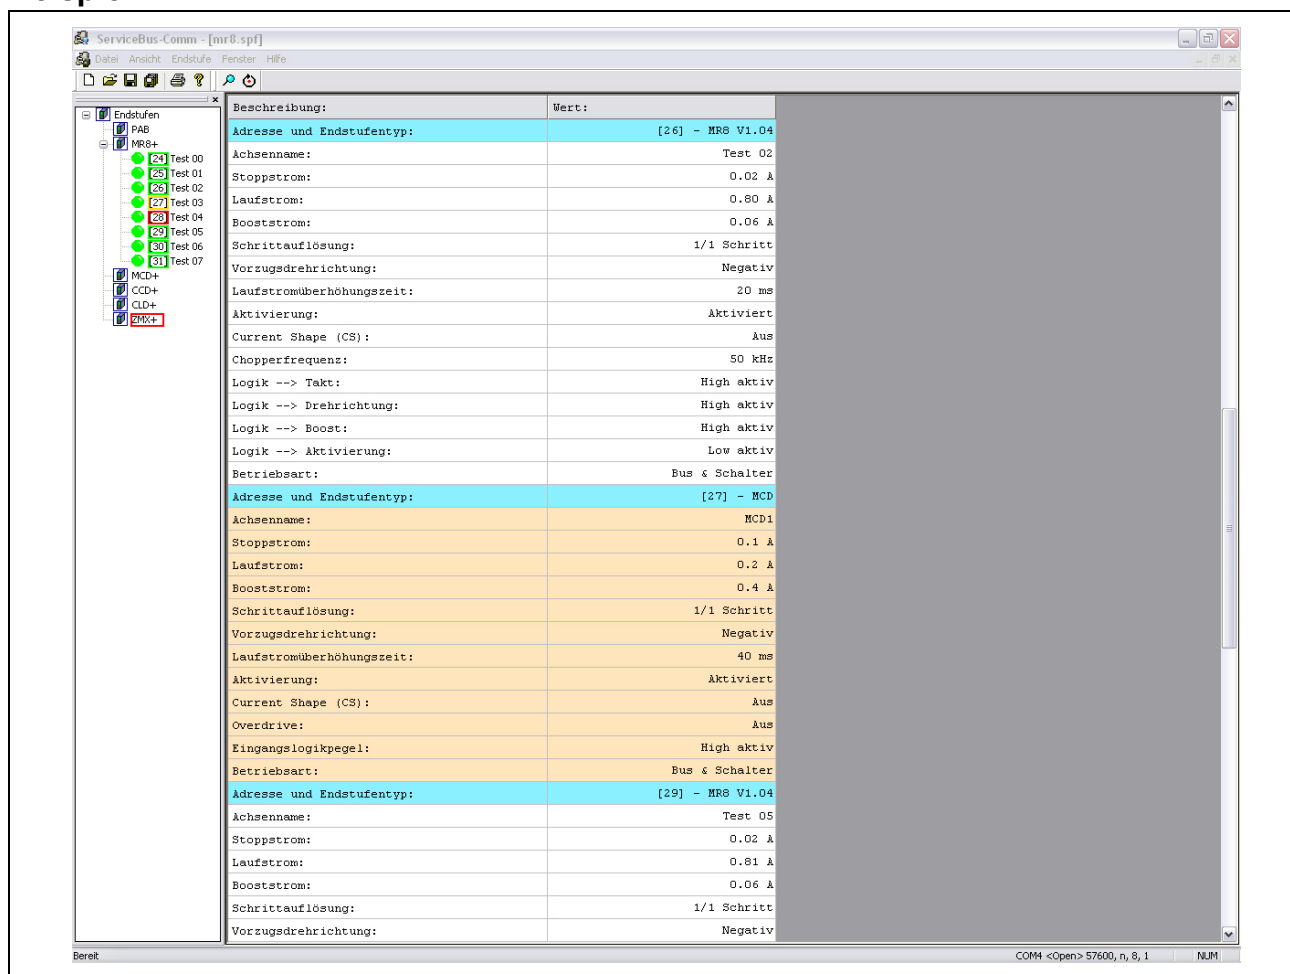 ServiceBus-Comm - [mr8.spf]
Datei Ansicht Endstufe Fenster Hilfe
Endstufen
PAB
MR8+
[24] Test 00
[25] Test 01
[26] Test 02
[27] Test 03
[28] Test 04
[29] Test 05
[30] Test 06
[31] Test 07
MCD+
CCD+
CLD+
ZMX+
Beschreibung: Wert:
Adresse und Endstufentyp: [26] - MR8 V1.04
Achsenname: Test 02
Stoppstrom: 0.02 A
Laufstrom: 0.80 A
Booststrom: 0.06 A
Schrittauflösung: 1/1 Schritt
Vorzugsdrehrichtung: Negativ
Laufstromüberhöhungszeit: 20 ms
Aktivierung: Aktiviert
Current Shape (CS): Aus
Chopperfrequenz: 50 kHz
Logik --> Takt: High aktiv
Logik --> Drehrichtung: High aktiv
Logik --> Boost: High aktiv
Logik --> Aktivierung: Low aktiv
Betriebsart: Bus & Schalter
Adresse und Endstufentyp: [27] - MCD
Achsenname: MCD1
Stoppstrom: 0.1 A
Laufstrom: 0.2 A
Booststrom: 0.4 A
Schrittauflösung: 1/1 Schritt
Vorzugsdrehrichtung: Negativ
Laufstromüberhöhungszeit: 40 ms
Aktivierung: Aktiviert
Current Shape (CS): Aus
Overdrive: Aus
Eingangslogikpegel: High aktiv
Betriebsart: Bus & Schalter
Adresse und Endstufentyp: [29] - MR8 V1.04
Achsenname: Test 05
Stoppstrom: 0.02 A
Laufstrom: 0.81 A
Booststrom: 0.06 A
Schrittauflösung: 1/1 Schritt
Vorzugsdrehrichtung: Negativ
Bereit COM4 <Open> 57600, n, 8, 1 NUM